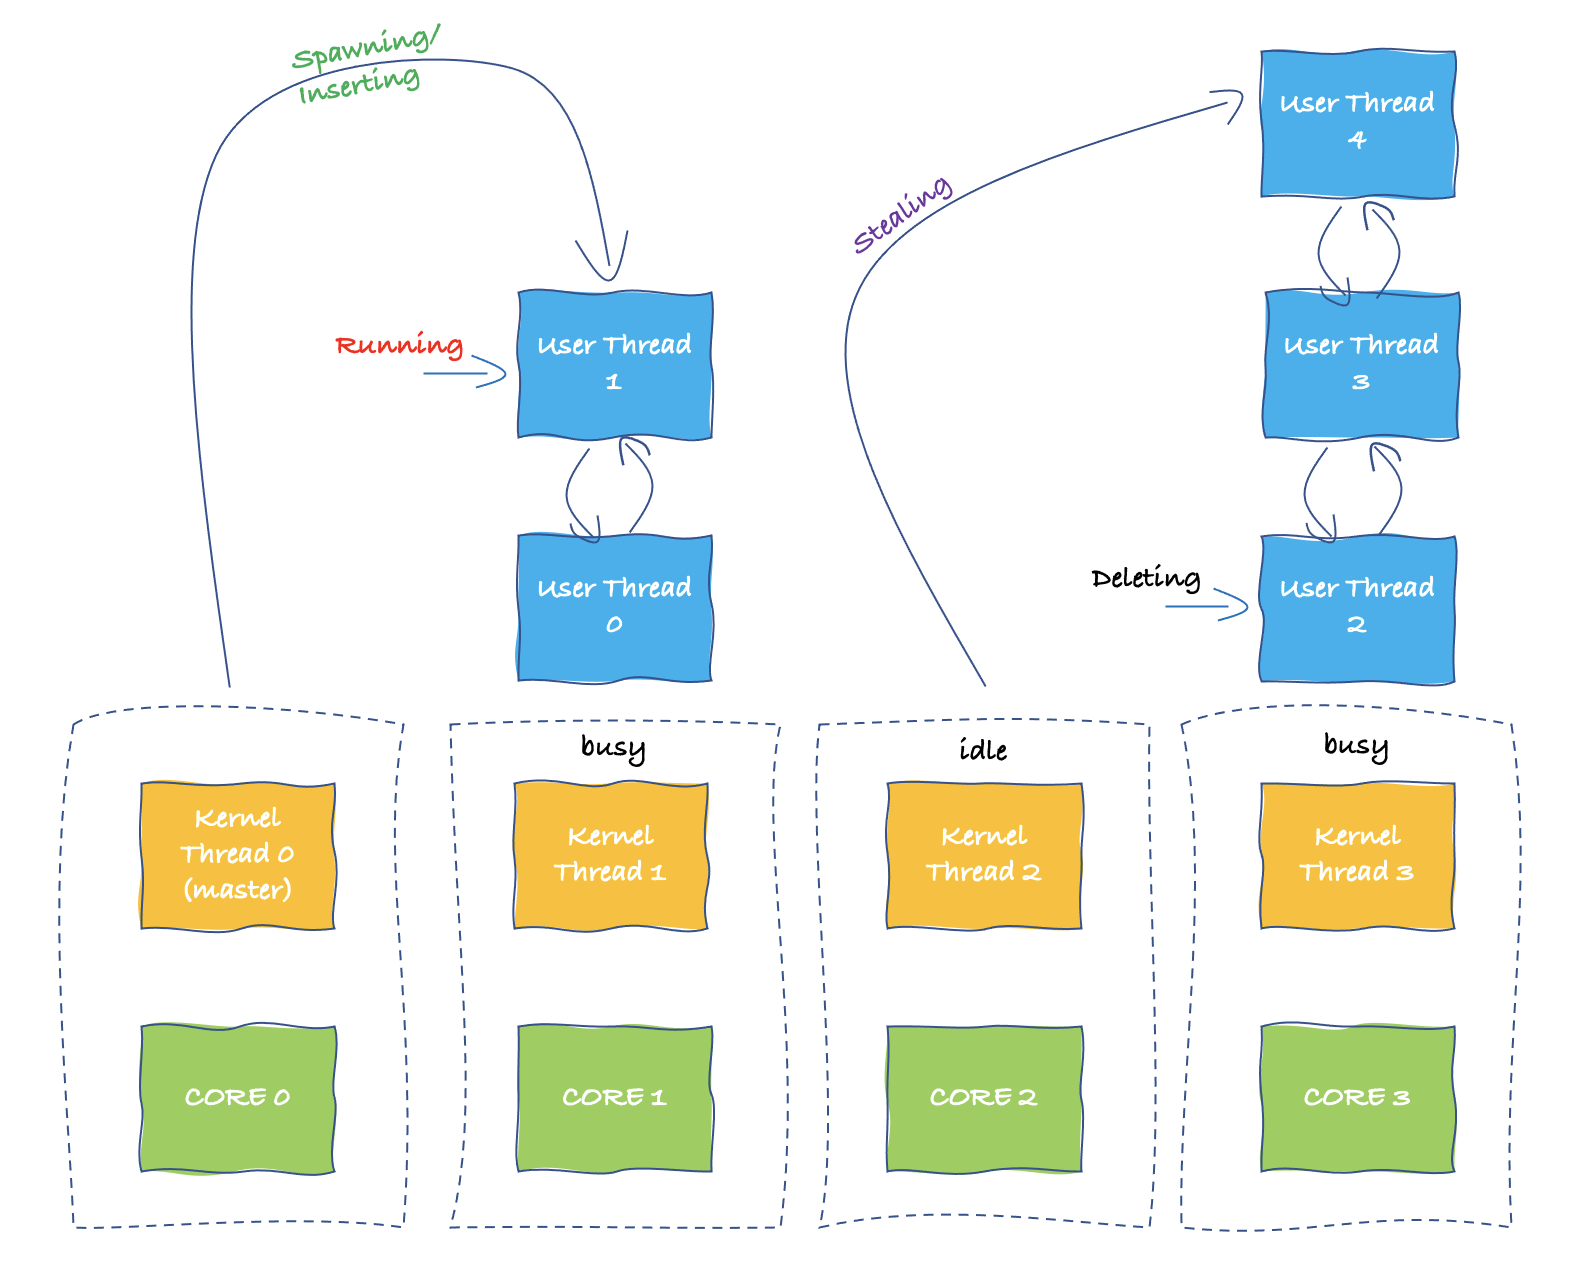 Spawning/
Inserting
Stealing
User Thread
4
Running
User Thread
1
User Thread
3
Deleting
User Thread
0
User Thread
2
busy
idle
busy
Kernel
Thread 0
(master)
Kernel
Thread 1
Kernel
Thread 2
Kernel
Thread 3
CORE 0
CORE 1
CORE 2
CORE 3